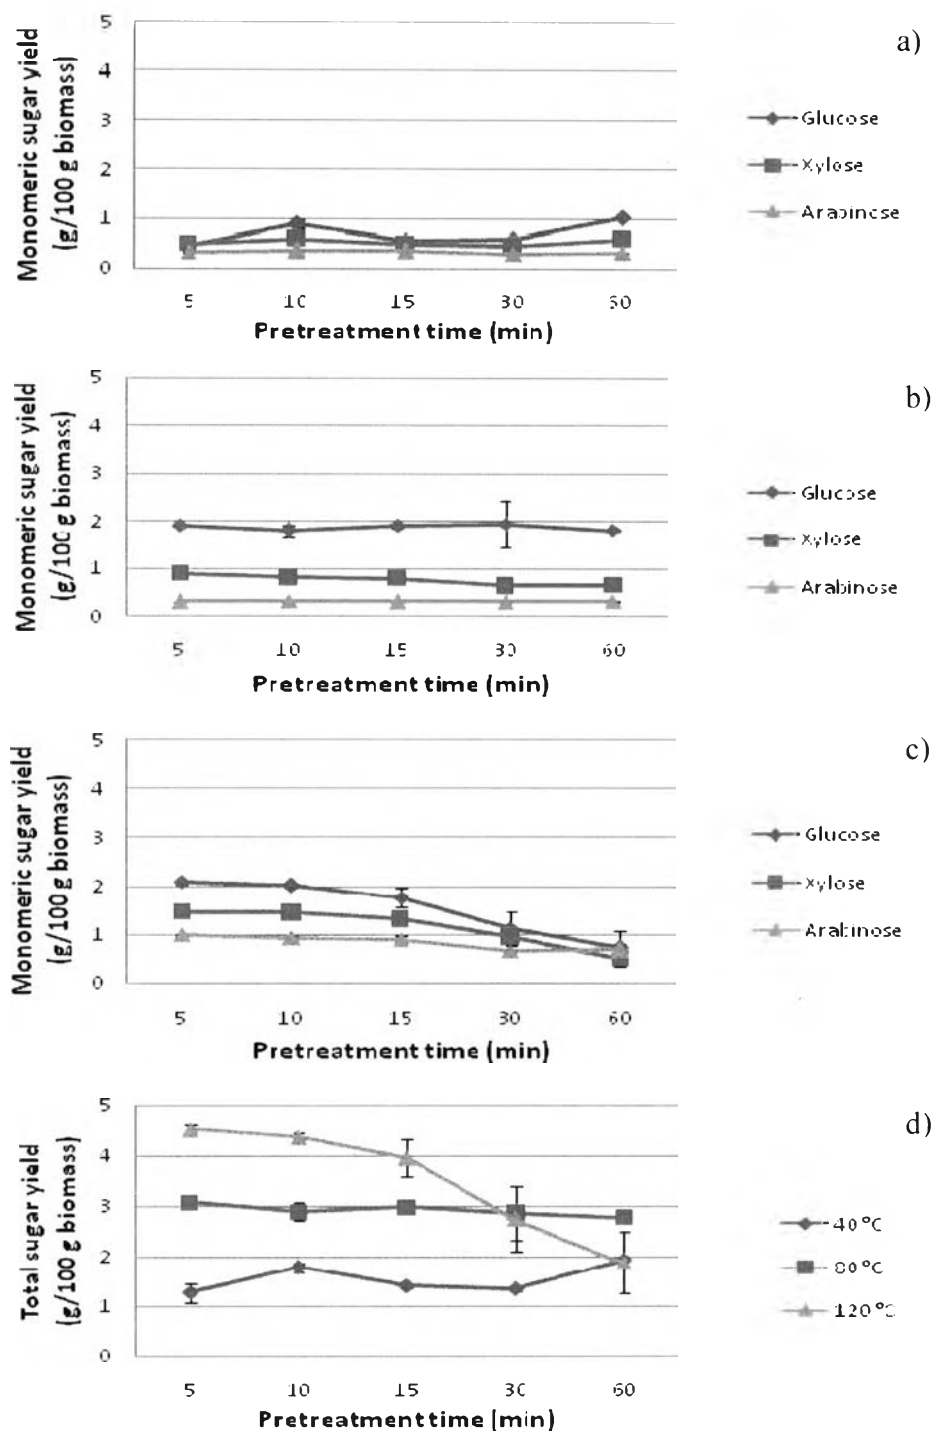 a)
Monomeric sugar yield
(g/100 g biomass)
5
4
3
2
1
0
5 10 15 30 60
Pretreatment time (min)
Glucose
Xylose
Arabinose
b)
Monomeric sugar yield
(g/100 g biomass)
5
4
3
2
1
0
5 10 15 30 60
Pretreatment time (min)
Glucose
Xylose
Arabinose
c)
Monomeric sugar yield
(g/100 g biomass)
5
4
3
2
1
0
5 10 15 30 60
Pretreatment time (min)
Glucose
Xylose
Arabinose
d)
Total sugar yield
(g/100 g biomass)
5
4
3
2
1
0
5 10 15 30 60
Pretreatment time (min)
40 °C
80 °C
120 °C